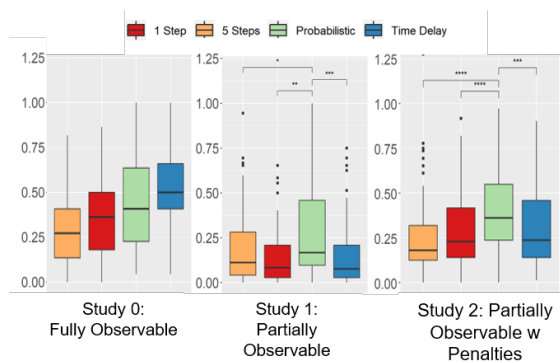 1 Step 5 Steps Probabilistic Time Delay
1.25
1.00
0.75
0.50
0.25
0.00
Study 0:
Fully Observable
1.25
1.00
0.75
0.50
0.25
0.00
*
**
***
Study 1:
Partially
Observable
1.25
1.00
0.75
0.50
0.25
0.00
****
****
***
Study 2: Partially
Observable w
Penalties